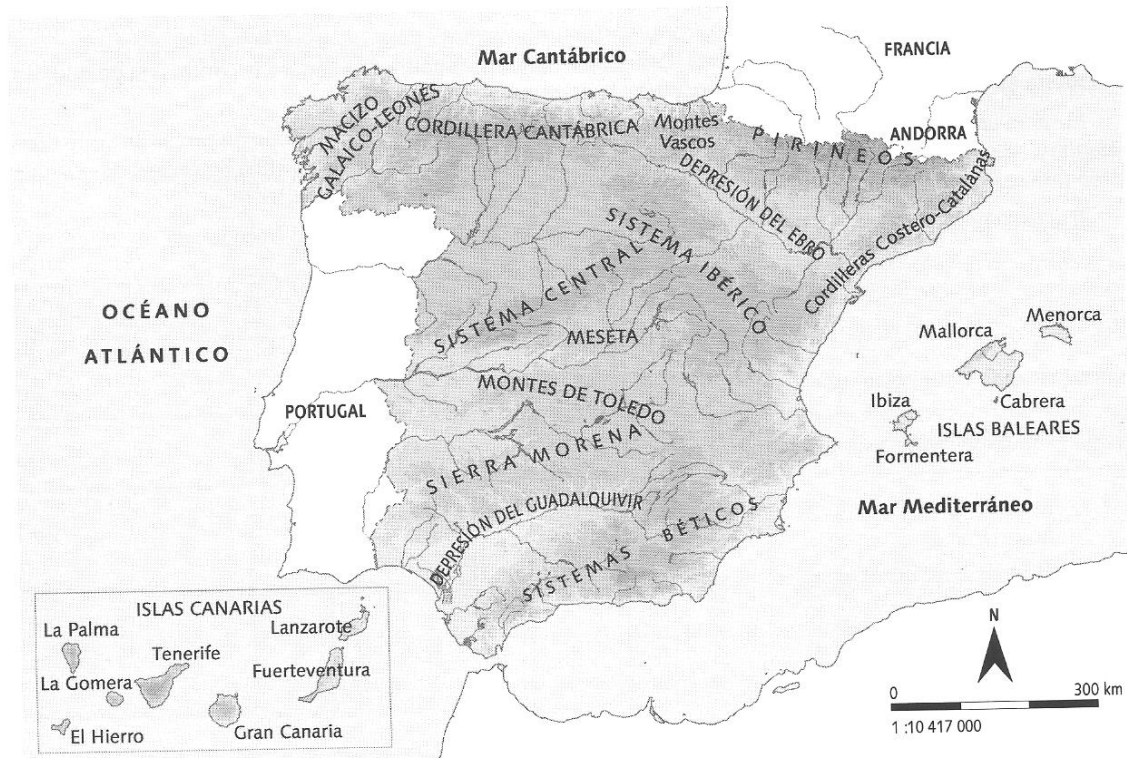 Mar Cantábrico
FRANCIA
MACIZO
GALAICO-LEONÉS
CORDILLERA CANTÁBRICA
Montes
Vascos
PIRINEOS
ANDORRA
DEPRESIÓN DEL EBRO
Cordilleras Costero-Catalanas
SISTEMA IBÉRICO
SISTEMA CENTRAL
OCÉANO
ATLÁNTICO
MESETA
Menorca
Mallorca
MONTES DE TOLEDO
PORTUGAL
Ibiza
Cabrera
ISLAS BALEARES
Formentera
SIERRA MORENA
DEPRESIÓN DEL GUADALQUIVIR
Mar Mediterráneo
SISTEMAS BÉTICOS
ISLAS CANARIAS
La Palma
Lanzarote
Tenerife
La Gomera
Fuerteventura
El Hierro
Gran Canaria
N
0 300 km
1 :10 417 000